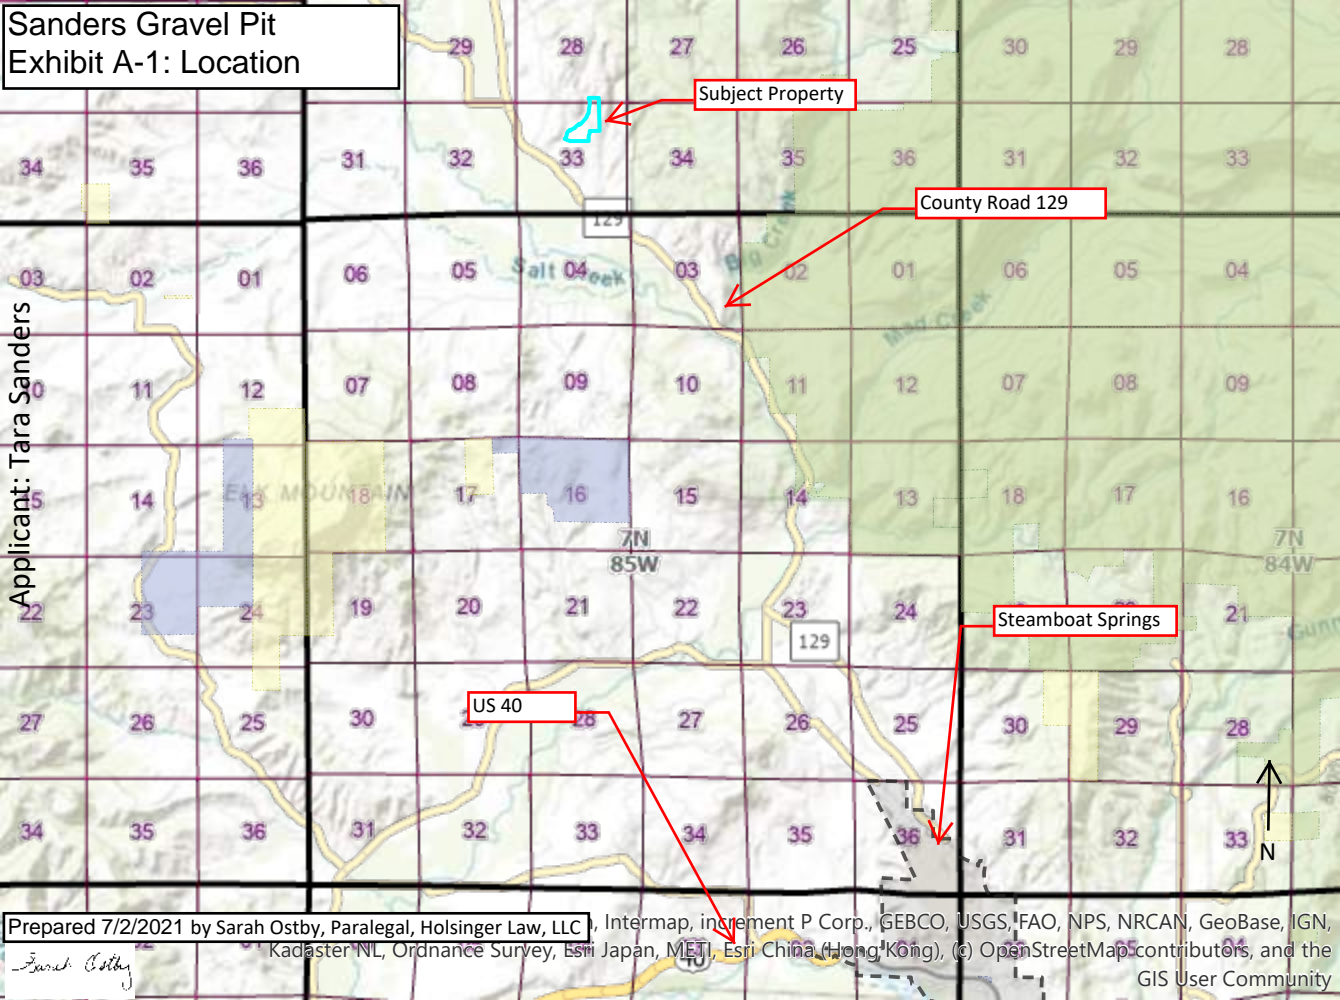 Sanders Gravel Pit
Exhibit A-1: Location
29 28 27 26 25 30 29 28
Subject Property
34 35 36 31 32 33 34 35 36 31 32 33
County Road 129
129
Big Creek
03 02 01 06 05 04 03 02 01 06 05 04
Salt Creek
Mad Creek
Applicant: Tara Sanders
11 12 07 08 09 10 11 12 07 08 09
14 13 18 17 16 15 14 13 18 17 16
ELK MOUNTAIN
7N
85W
7N
84W
22 23 24 19 20 21 22 23 24 21
Steamboat Springs
129
US 40
27 26 25 30 28 27 26 25 30 29 28
34 35 36 31 32 33 34 35 36 31 32 33
N
Prepared 7/2/2021 by Sarah Ostby, Paralegal, Holsinger Law, LLC
, Intermap, increment P Corp., GEBCO, USGS, FAO, NPS, NRCAN, GeoBase, IGN,
Kadaster NL, Ordnance Survey, Esri Japan, METI, Esri China (Hong Kong), (c) OpenStreetMap contributors, and the
GIS User Community
40
Sarah Ostby